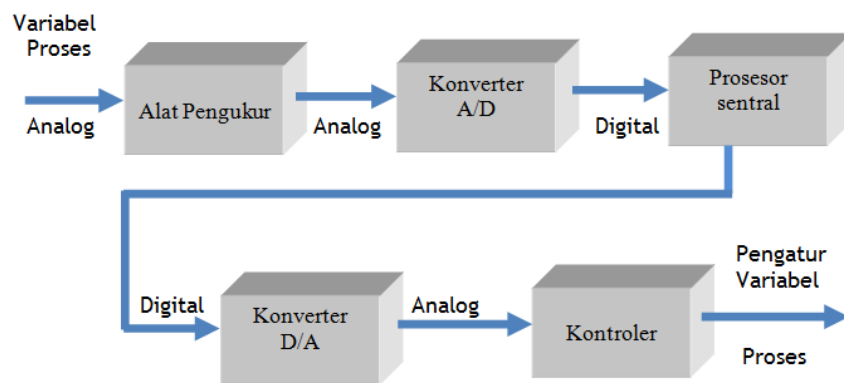 Variabel
Proses
Analog
Alat Pengukur
Analog
Konverter
A/D
Digital
Prosesor
sentral
Digital
Konverter
D/A
Analog
Kontroler
Pengatur
Variabel
Proses